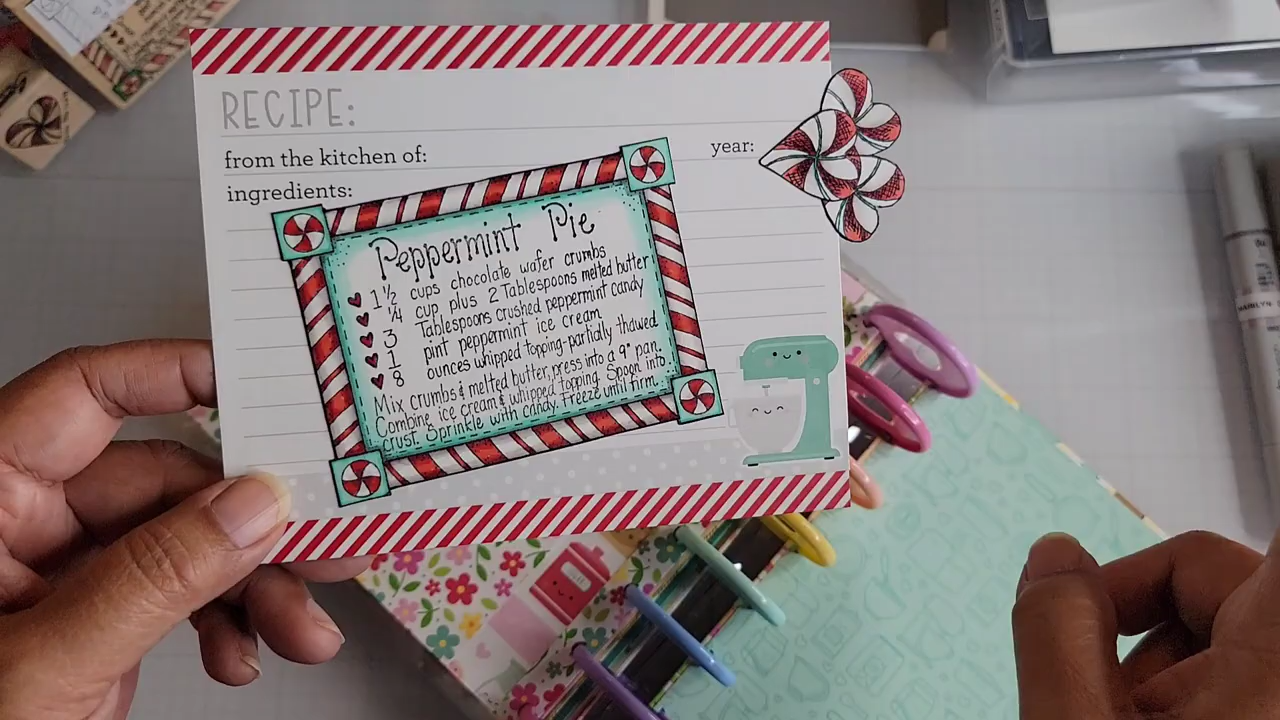 RECIPE:
from the kitchen of:
year:
ingredients:
Peppermint Pie
1 1/2 cups chocolate wafer crumbs
1/4 cup plus 2 Tablespoons melted butter
3 Tablespoons crushed peppermint candy
1 pint peppermint ice cream
8 ounces whipped topping-partially thawed
Mix crumbs & melted butter, press into a 9" pan.
Combine ice cream & whipped topping. Spoon into
crust. Sprinkle with candy. Freeze until firm.